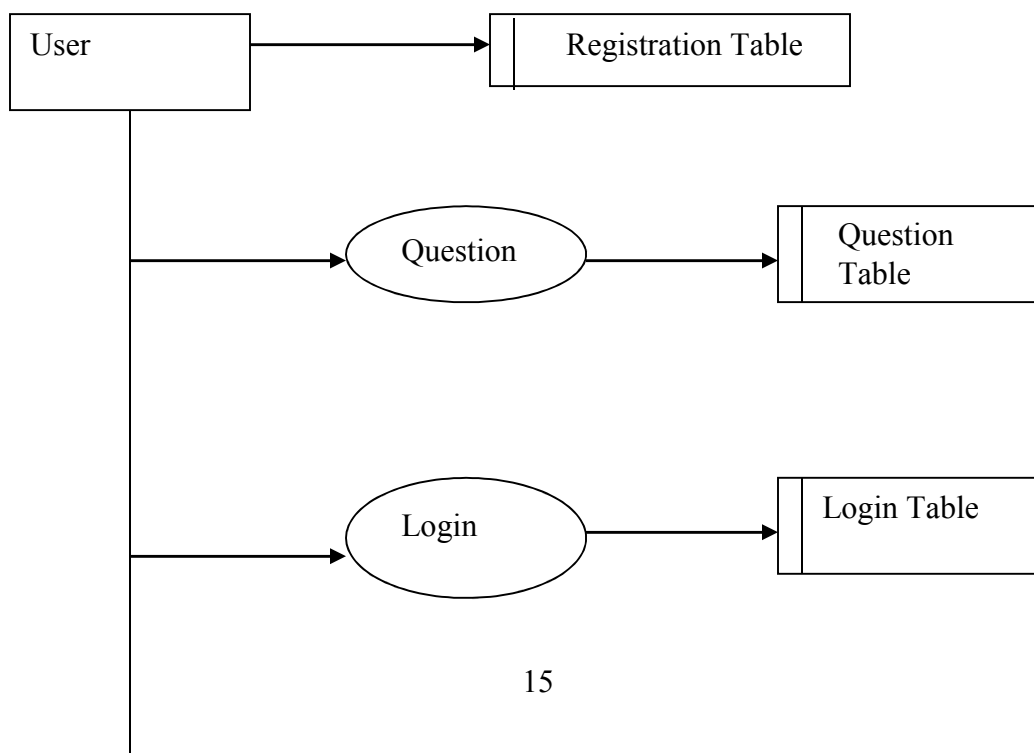 User
Registration Table
Question
Question
Table
Login
Login Table
15